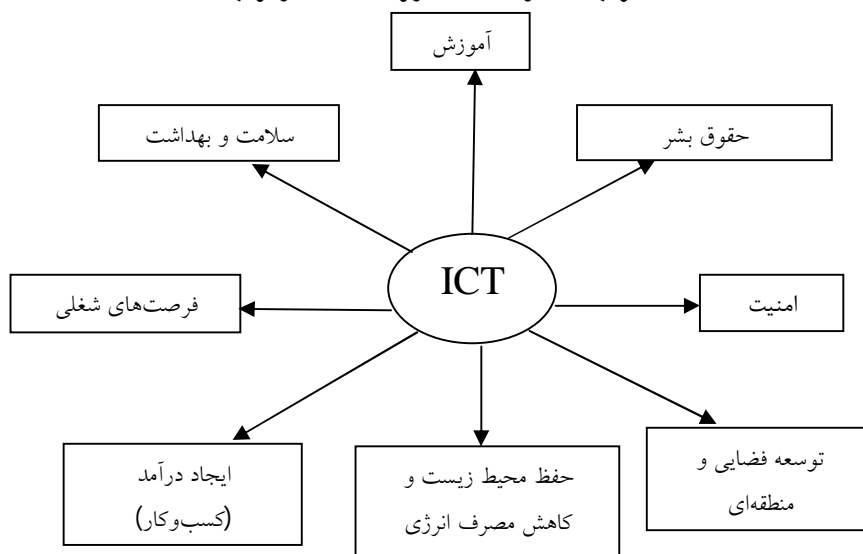 آموزش
حقوق بشر
سلامت و بهداشت
ICT
امنیت
فرصت‌های شغلی
توسعه فضایی و
منطقه‌ای
حفظ محیط زیست و
کاهش مصرف انرژی
ایجاد درآمد
(کسب‌وکار)